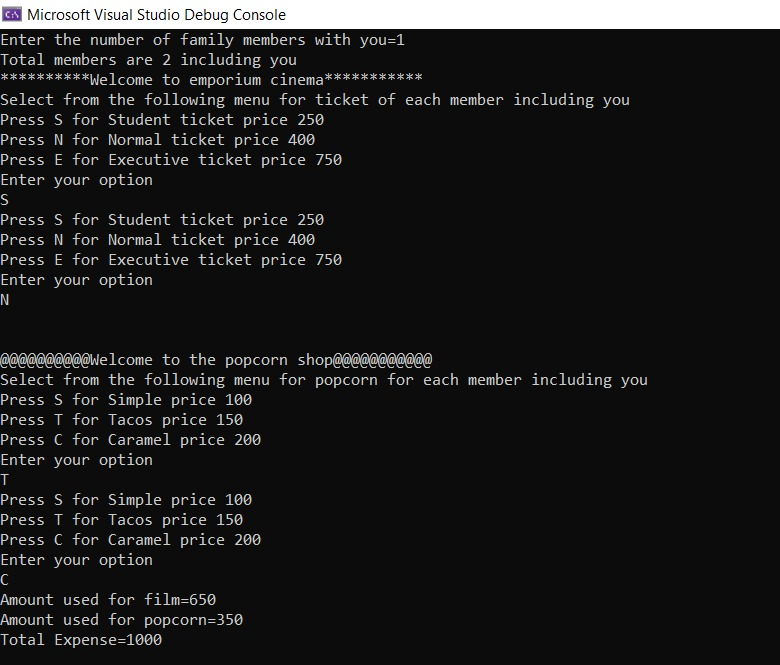 Microsoft Visual Studio Debug Console
Enter the number of family members with you=1
Total members are 2 including you
**********Welcome to emporium cinema***********
Select from the following menu for ticket of each member including you
Press S for Student ticket price 250
Press N for Normal ticket price 400
Press E for Executive ticket price 750
Enter your option
S
Press S for Student ticket price 250
Press N for Normal ticket price 400
Press E for Executive ticket price 750
Enter your option
N
@@@@@@@@@@Welcome to the popcorn shop@@@@@@@@@@@
Select from the following menu for popcorn for each member including you
Press S for Simple price 100
Press T for Tacos price 150
Press C for Caramel price 200
Enter your option
T
Press S for Simple price 100
Press T for Tacos price 150
Press C for Caramel price 200
Enter your option
C
Amount used for film=650
Amount used for popcorn=350
Total Expense=1000